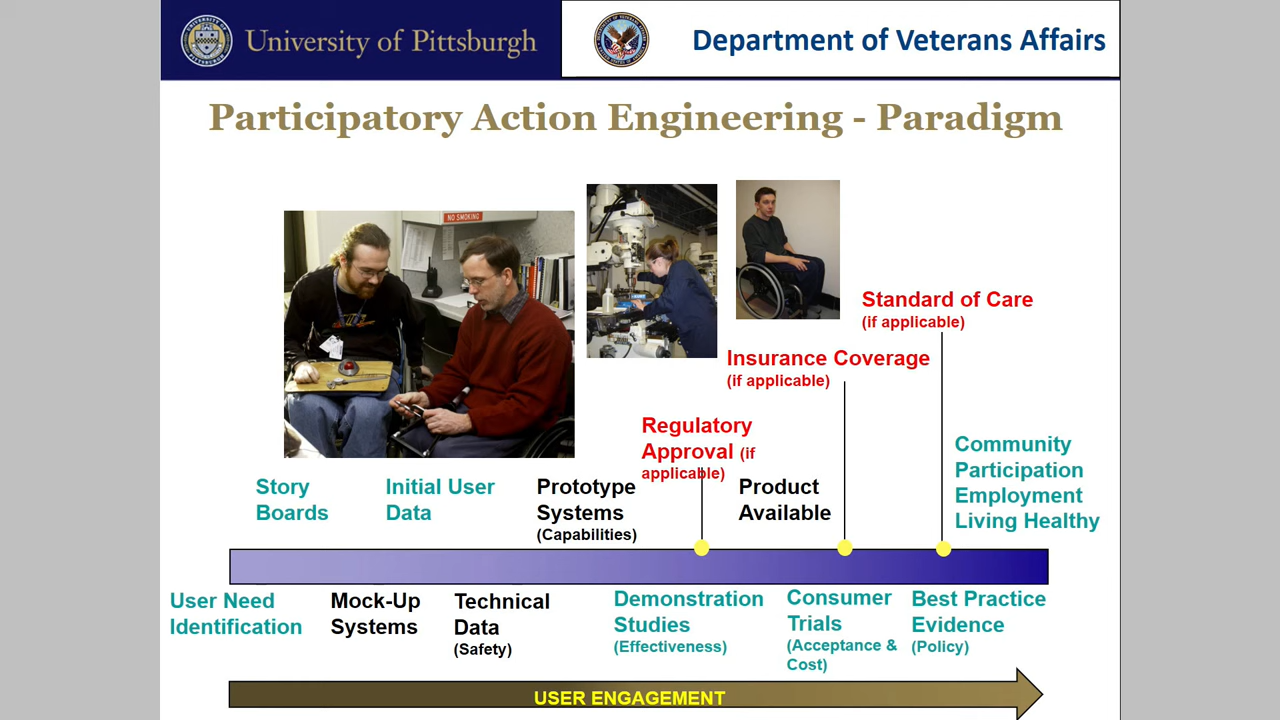 University of Pittsburgh
Department of Veterans Affairs
Participatory Action Engineering - Paradigm
NO SMOKING
Standard of Care
(if applicable)
Insurance Coverage
(if applicable)
Regulatory
Approval (if
applicable)
Community
Participation
Employment
Living Healthy
Story
Boards
Initial User
Data
Prototype
Systems
(Capabilities)
Product
Available
User Need
Identification
Mock-Up
Systems
Technical
Data
(Safety)
Demonstration
Studies
(Effectiveness)
Consumer
Trials
(Acceptance &
Cost)
Best Practice
Evidence
(Policy)
USER ENGAGEMENT